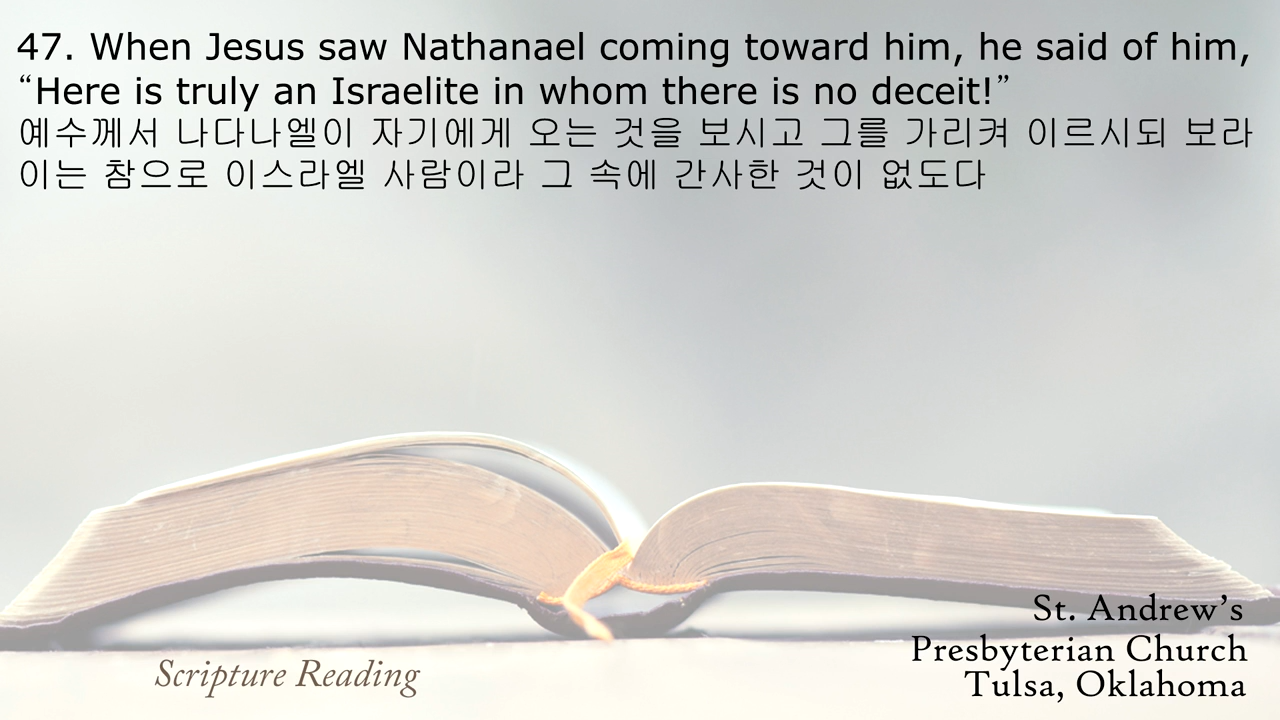 47. When Jesus saw Nathanael coming toward him, he said of him,
“Here is truly an Israelite in whom there is no deceit!”
예수께서 나다나엘이 자기에게 오는 것을 보시고 그를 가리켜 이르시되 보라
이는 참으로 이스라엘 사람이라 그 속에 간사한 것이 없도다
Scripture Reading
St. Andrew’s
Presbyterian Church
Tulsa, Oklahoma